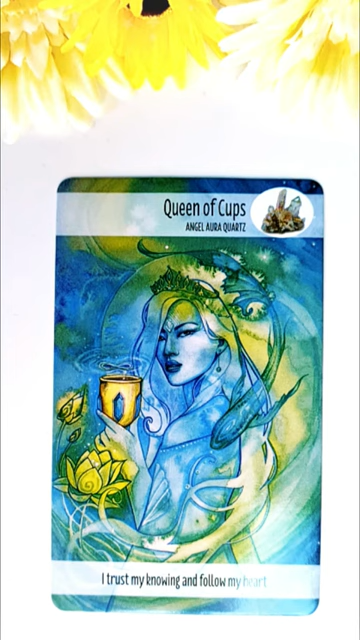 Queen of Cups
ANGEL AURA QUARTZ
I trust my knowing and follow my heart